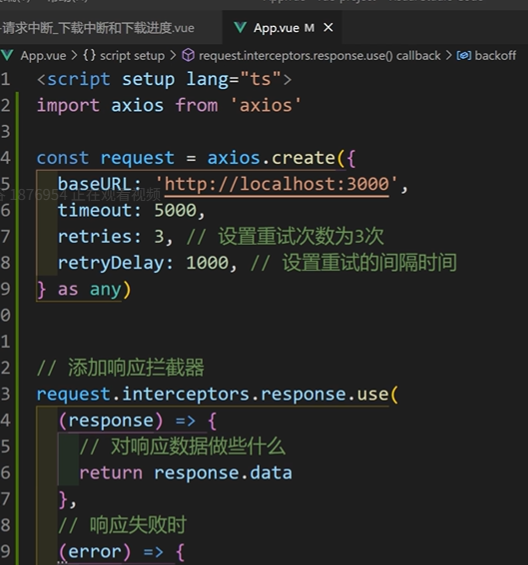 请求中断_下载中断和下载进度.vue
App.vue M ×
App.vue > {} script setup > request.interceptors.response.use() callback > backoff
1 <script setup lang="ts">
2 import axios from 'axios'
3
4 const request = axios.create({
5 baseURL: 'http://localhost:3000',
1876954 正在观看视频
6 timeout: 5000,
7 retries: 3, // 设置重试次数为3次
8 retryDelay: 1000, // 设置重试的间隔时间
9 } as any)
0
1
2 // 添加响应拦截器
3 request.interceptors.response.use(
4 (response) => {
5 // 对响应数据做些什么
6 return response.data
7 },
8 // 响应失败时
9 (error) => {